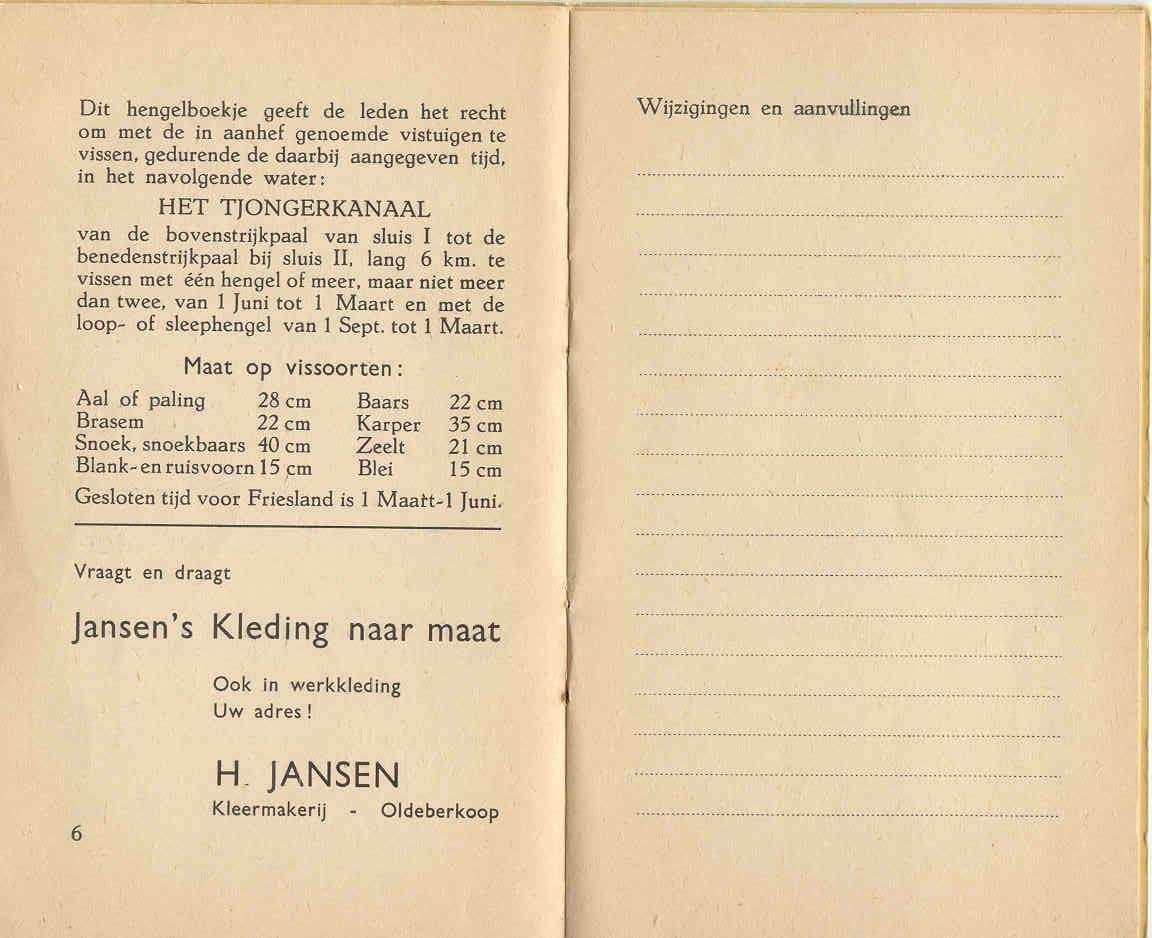 Dit hengelboekje geeft de leden het recht
om met de in aanhef genoemde vistuigen te
vissen, gedurende de daarbij aangegeven tijd,
in het navolgende water:
HET TJONGERKANAAL
van de bovenstrijkpaal van sluis I tot de
benedenstrijkpaal bij sluis II, lang 6 km. te
vissen met één hengel of meer, maar niet meer
dan twee, van 1 Juni tot 1 Maart en met de
loop- of sleephengel van 1 Sept. tot 1 Maart.
Maat op vissoorten:
Aal of paling 28 cm Baars 22 cm
Brasem 22 cm Karper 35 cm
Snoek, snoekbaars 40 cm Zeelt 21 cm
Blank- en ruisvoorn 15 cm Blei 15 cm
Gesloten tijd voor Friesland is 1 Maart-1 Juni.
Vraagt en draagt
Jansen's Kleding naar maat
Ook in werkkleding
Uw adres!
H. JANSEN
Kleermakerij - Oldeberkoop
6
Wijzigingen en aanvullingen